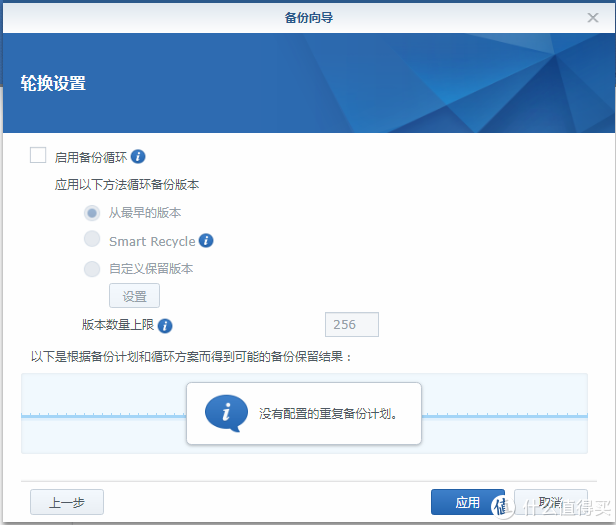 备份向导
轮换设置
启用备份循环
应用以下方法循环备份版本
从最早的版本
Smart Recycle
自定义保留版本
设置
版本数量上限
256
以下是根据备份计划和循环方案而得到可能的备份保留结果：
没有配置的重复备份计划。
上一步
应用
取消
值 什么值得买